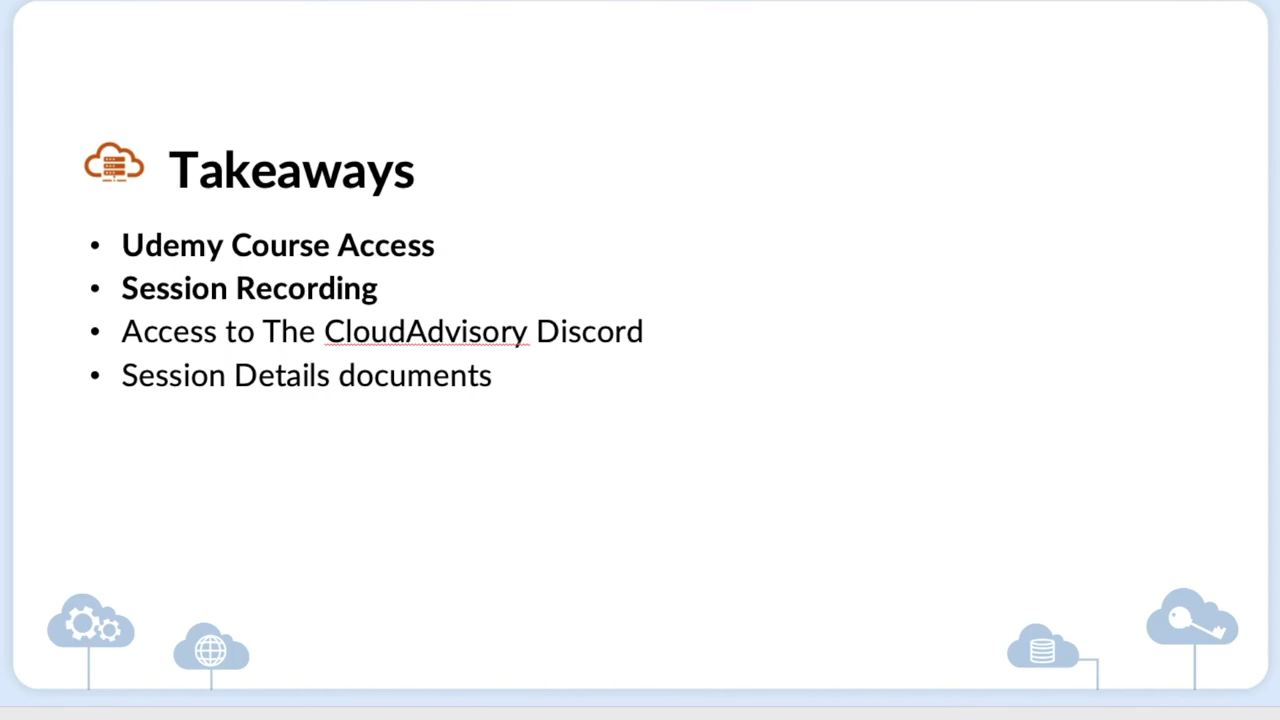 Takeaways
• Udemy Course Access
• Session Recording
• Access to The CloudAdvisory Discord
• Session Details documents